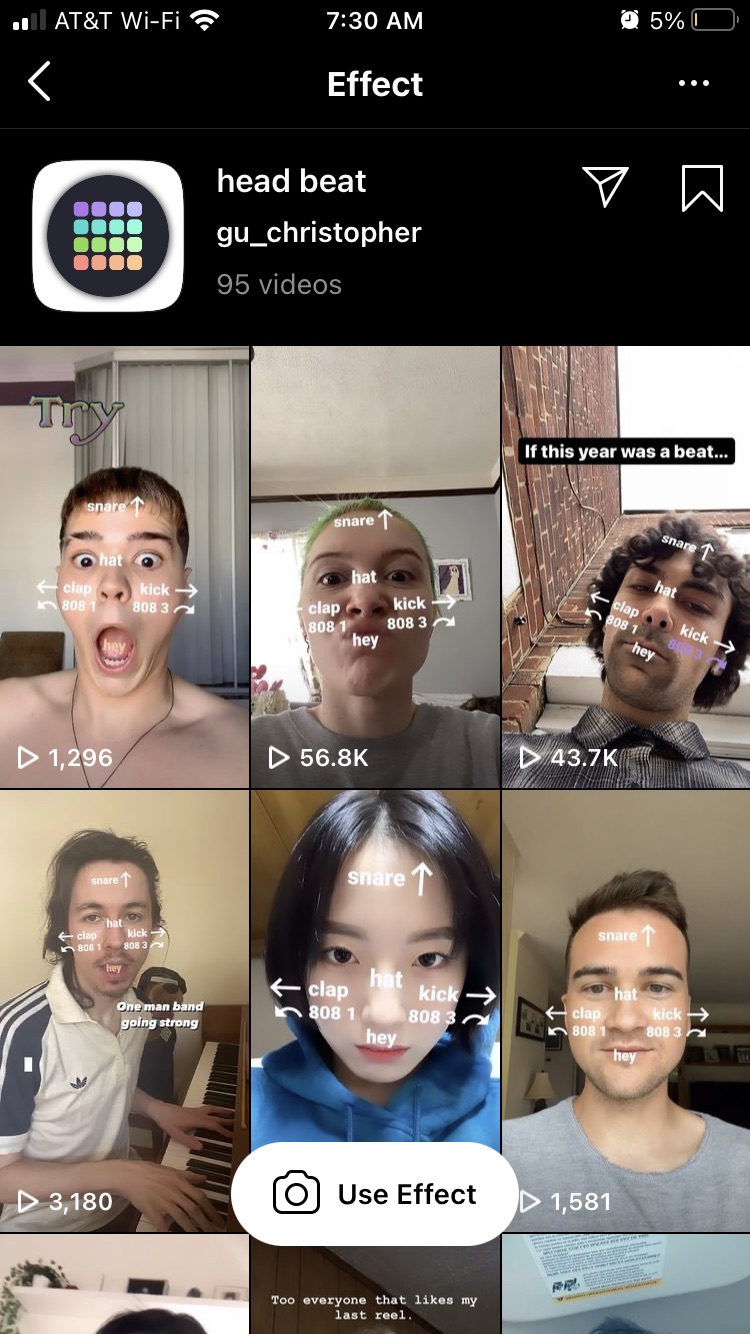 AT&T Wi-Fi 7:30 AM 5%
Effect
head beat
gu_christopher
95 videos
Try
snare ↑
hat
← clap kick →
808 1 808 3
hey
1,296
snare ↑
hat
clap kick →
808 1 808 3
hey
56.8K
If this year was a beat...
snare ↑
hat
← clap kick →
808 1 808 3
hey
43.7K
snare ↑
hat
← clap kick →
808 1 808 3
hey
One man band
going strong
3,180
snare ↑
hat
← clap kick →
808 1 808 3
hey
snare ↑
hat
← clap kick →
808 1 808 3
hey
1,581
Use Effect
Too everyone that likes my
last reel.